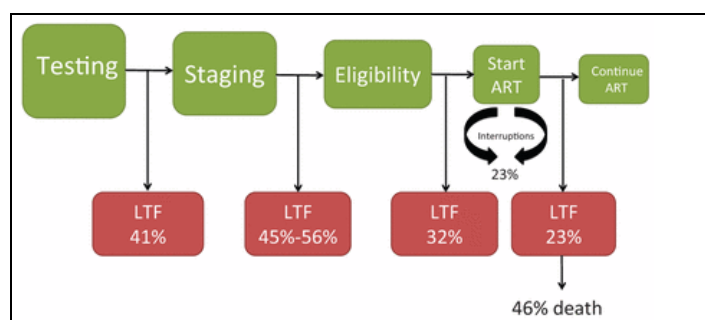 Testing
Staging
Eligibility
Start
ART
Continue
ART
Interruptions
23%
LTF
41%
LTF
45%-56%
LTF
32%
LTF
23%
46% death